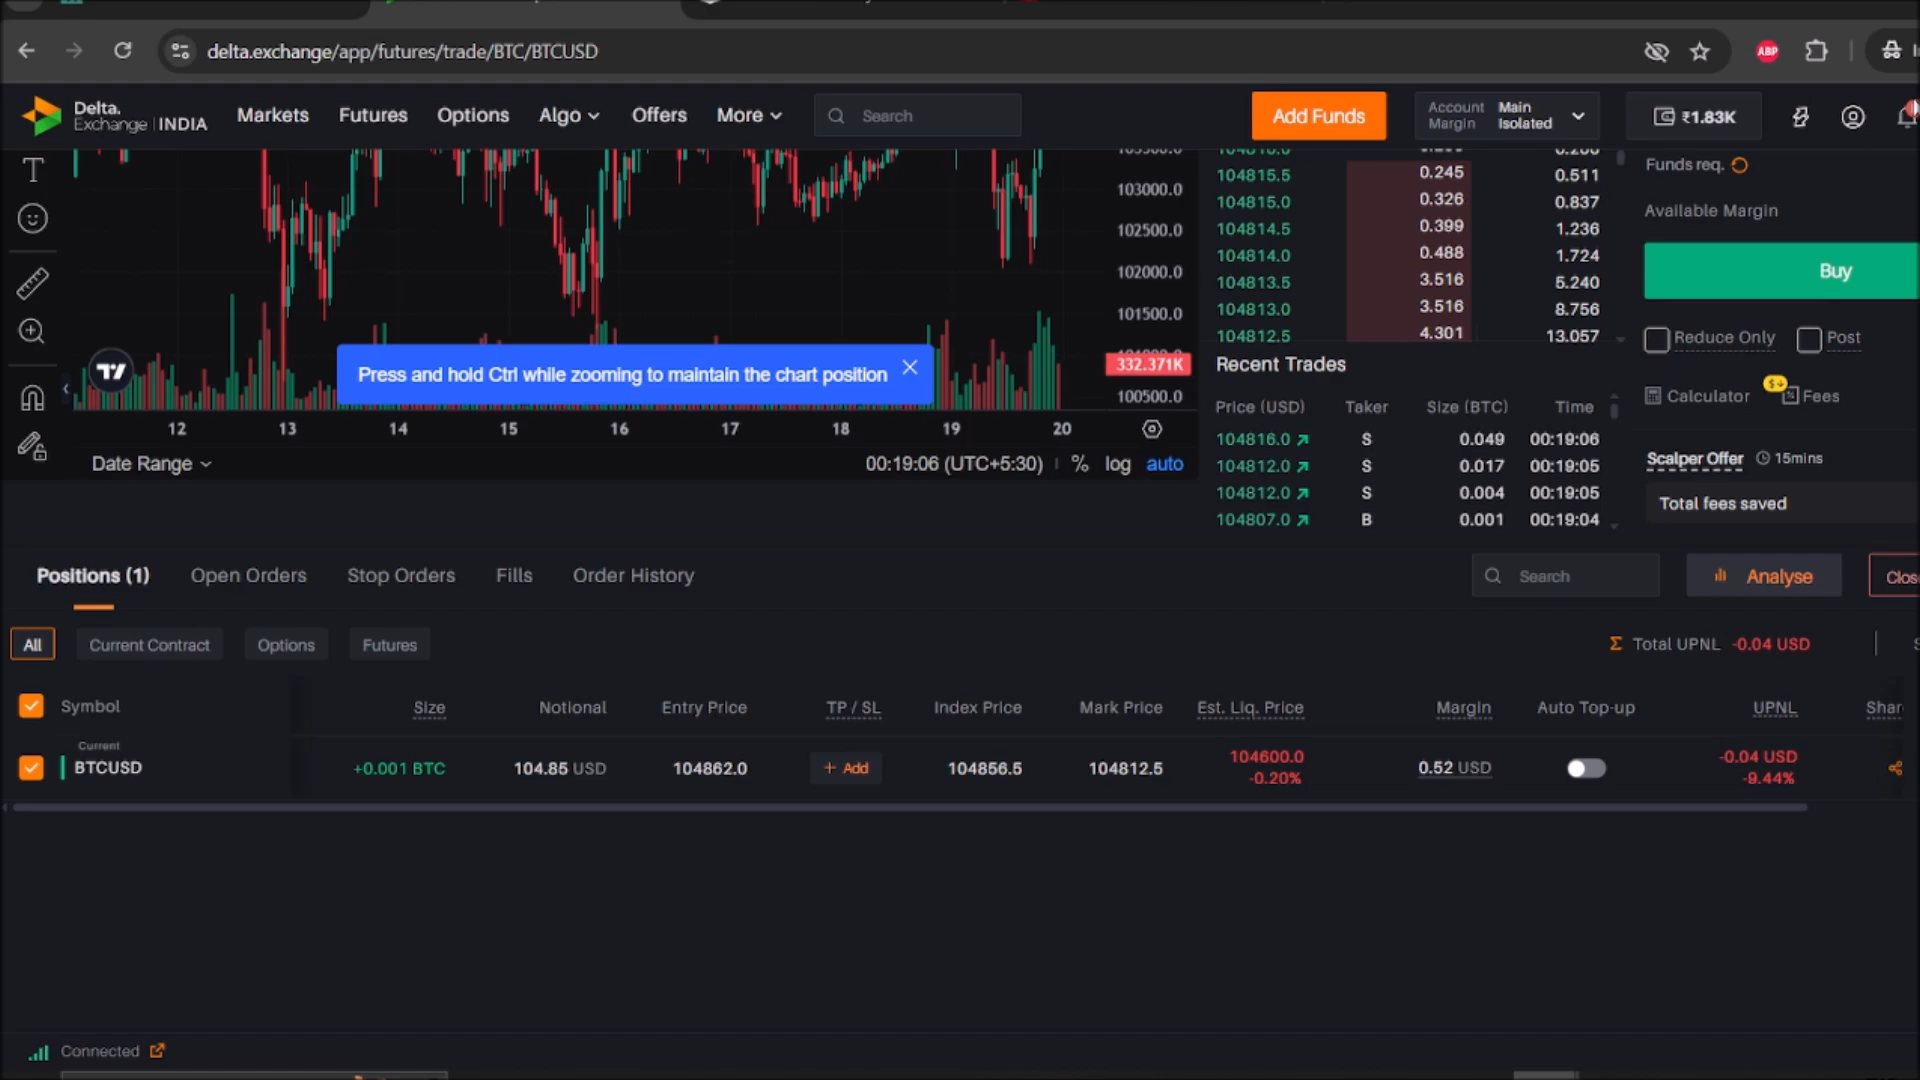 delta.exchange/app/futures/trade/BTC/BTCUSD
ABP
Delta.
Exchange INDIA
Markets
Futures
Options
Algo
Offers
More
Search
Add Funds
Account Margin
Main Isolated
₹1.83K
T
103000.0
102500.0
102000.0
101500.0
332.371K
100500.0
Press and hold Ctrl while zooming to maintain the chart position
12 13 14 15 16 17 18 19 20
Date Range
00:19:06 (UTC+5:30) % log auto
104815.5 0.245 0.511
104815.0 0.326 0.837
104814.5 0.399 1.236
104814.0 0.488 1.724
104813.5 3.516 5.240
104813.0 3.516 8.756
104812.5 4.301 13.057
Recent Trades
Price (USD) Taker Size (BTC) Time
104816.0 S 0.049 00:19:06
104812.0 S 0.017 00:19:05
104812.0 S 0.004 00:19:05
104807.0 B 0.001 00:19:04
Funds req.
Available Margin
Buy
Reduce Only
Post
Calculator
Fees
Scalper Offer 15mins
Total fees saved
Positions (1)
Open Orders
Stop Orders
Fills
Order History
Search
Analyse
Clos
All
Current Contract
Options
Futures
Σ Total UPNL -0.04 USD
Symbol Size Notional Entry Price TP / SL Index Price Mark Price Est. Liq. Price Margin Auto Top-up UPNL Shar
Current
BTCUSD +0.001 BTC 104.85 USD 104862.0 + Add 104856.5 104812.5 104600.0 0.52 USD -0.04 USD
-0.20% -9.44%
Connected